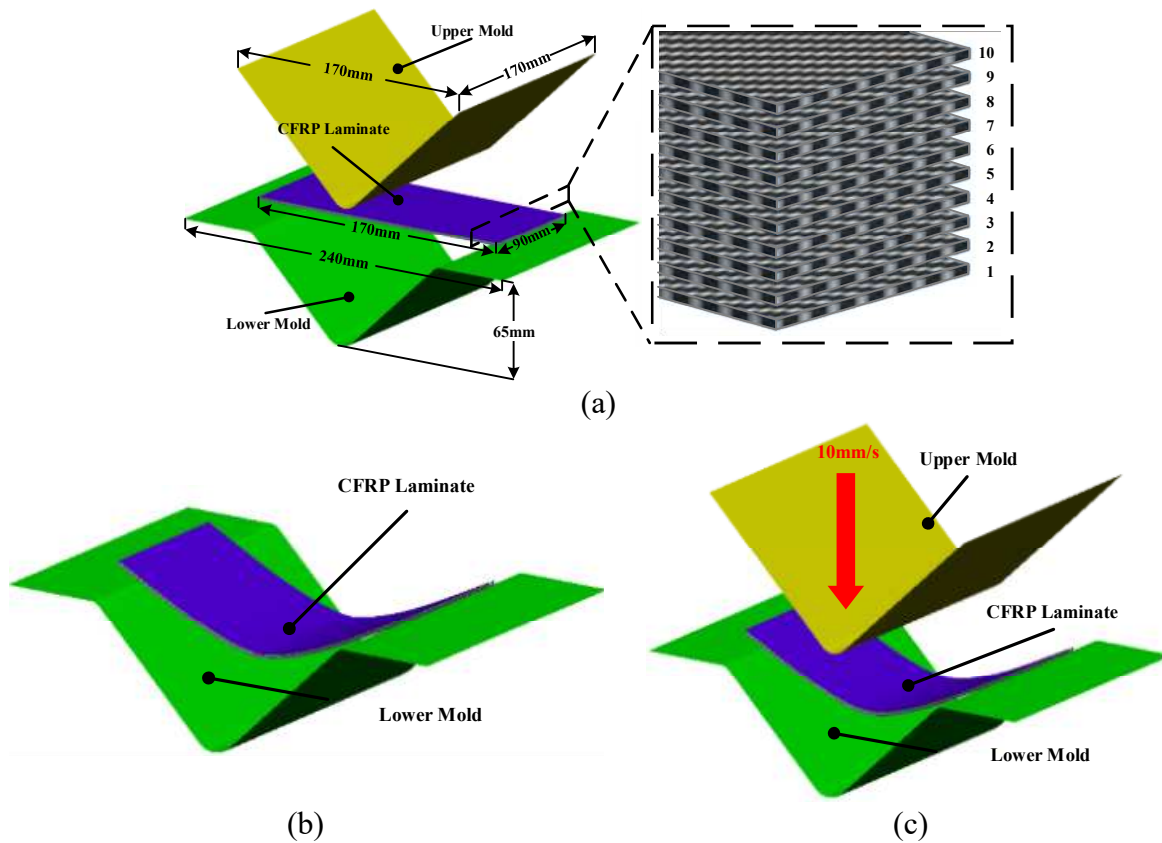 Upper Mold
170mm
170mm
CFRP Laminate
170mm
90mm
240mm
Lower Mold
65mm
10
9
8
7
6
5
4
3
2
1
(a)
CFRP Laminate
Lower Mold
(b)
10mm/s
Upper Mold
CFRP Laminate
Lower Mold
(c)